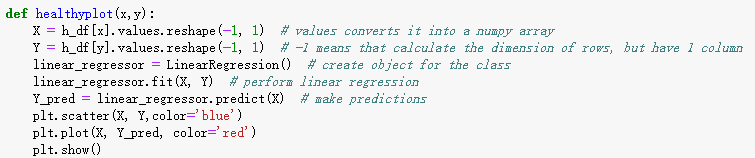 def healthyplot(x,y):
    X = h_df[x].values.reshape(-1, 1)  # values converts it into a numpy array
    Y = h_df[y].values.reshape(-1, 1)  # -1 means that calculate the dimension of rows, but have 1 column
    linear_regressor = LinearRegression()  # create object for the class
    linear_regressor.fit(X, Y)  # perform linear regression
    Y_pred = linear_regressor.predict(X)  # make predictions
    plt.scatter(X, Y,color='blue')
    plt.plot(X, Y_pred, color='red')
    plt.show()